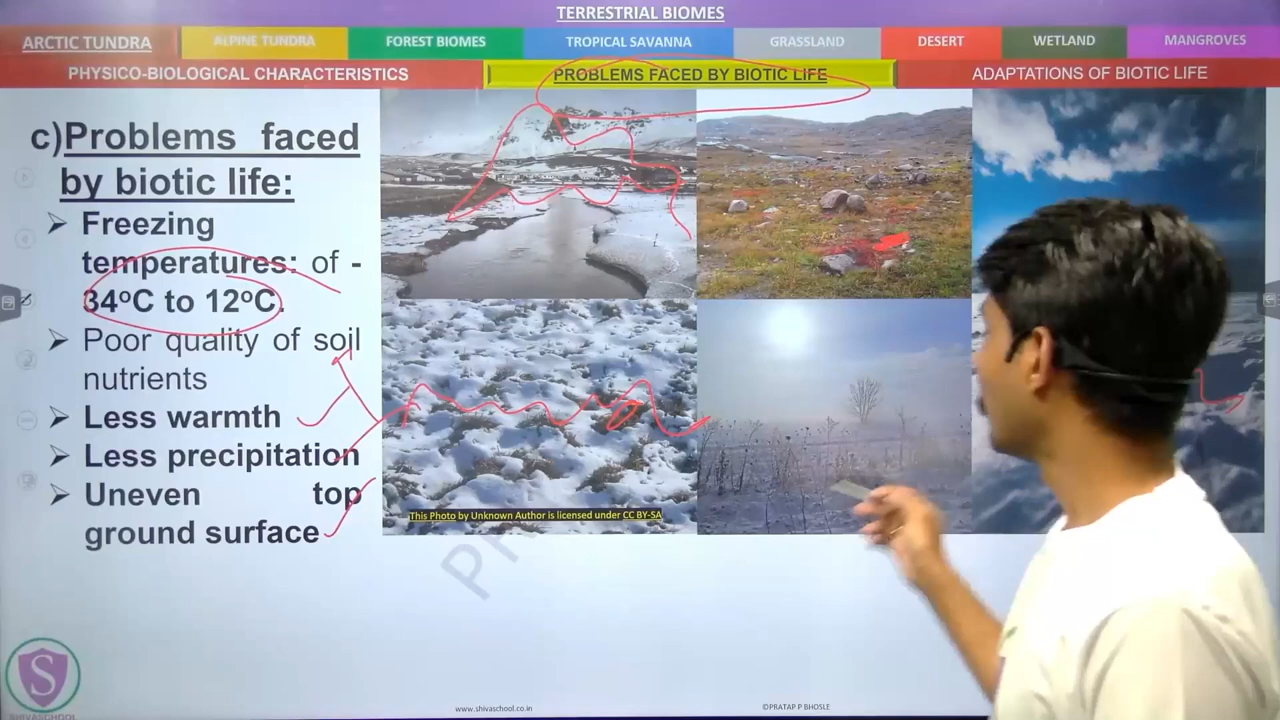 TERRESTRIAL BIOMES
ARCTIC TUNDRA ALPINE TUNDRA FOREST BIOMES TROPICAL SAVANNA GRASSLAND DESERT WETLAND MANGROVES
PHYSICO-BIOLOGICAL CHARACTERISTICS PROBLEMS FACED BY BIOTIC LIFE ADAPTATIONS OF BIOTIC LIFE
c)Problems faced
by biotic life:
➢ Freezing
temperatures: of -
34ºC to 12ºC.
➢ Poor quality of soil
nutrients
➢ Less warmth
➢ Less precipitation
➢ Uneven top
ground surface
This Photo by Unknown Author is licensed under CC BY-SA
S
SHIVASCHOOL
www.shivaschool.co.in ©PRATAP P BHOSLE